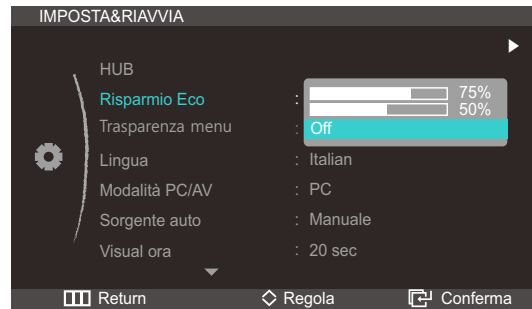 IMPOSTA&RIAVVIA
HUB
Risparmio Eco : 75%
50%
Trasparenza menu : Off
Lingua : Italian
Modalità PC/AV : PC
Sorgente auto : Manuale
Visual ora : 20 sec
Return Regola Conferma